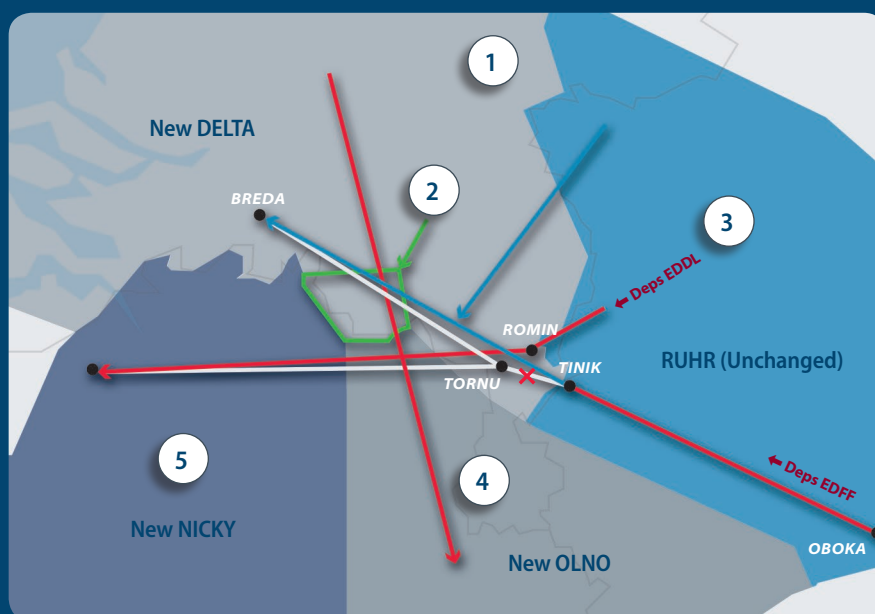 1
New DELTA
2
BREDA
3
← Deps EDDL
ROMIN
RUHR (Unchanged)
TINIK
TORNU
5
4
← Deps EDFF
New NICKY
OBOKA
New OLNO